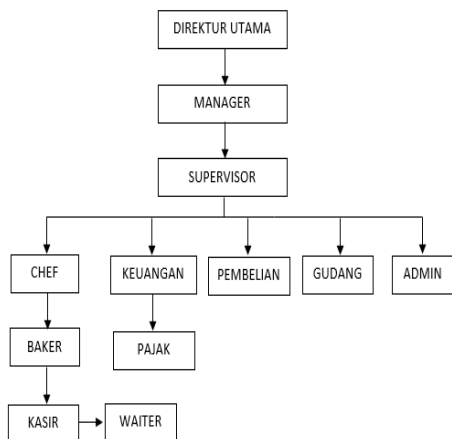 DIREKTUR UTAMA
MANAGER
SUPERVISOR
CHEF
KEUANGAN
PEMBELIAN
GUDANG
ADMIN
BAKER
PAJAK
KASIR
WAITER